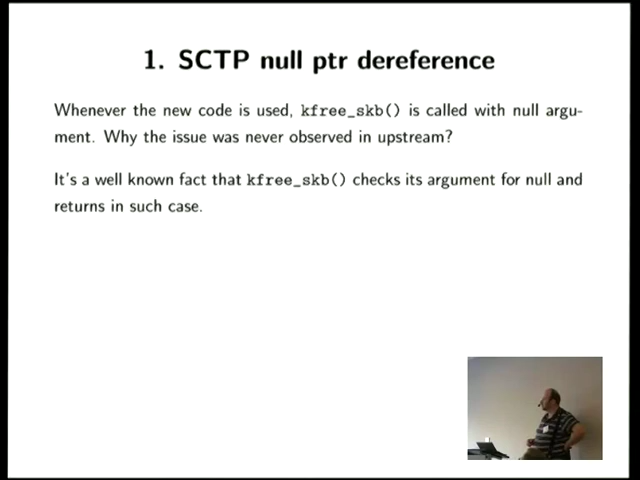 1. SCTP null ptr dereference
Whenever the new code is used, kfree_skb() is called with null argu-
ment. Why the issue was never observed in upstream?
It's a well known fact that kfree_skb() checks its argument for null and
returns in such case.